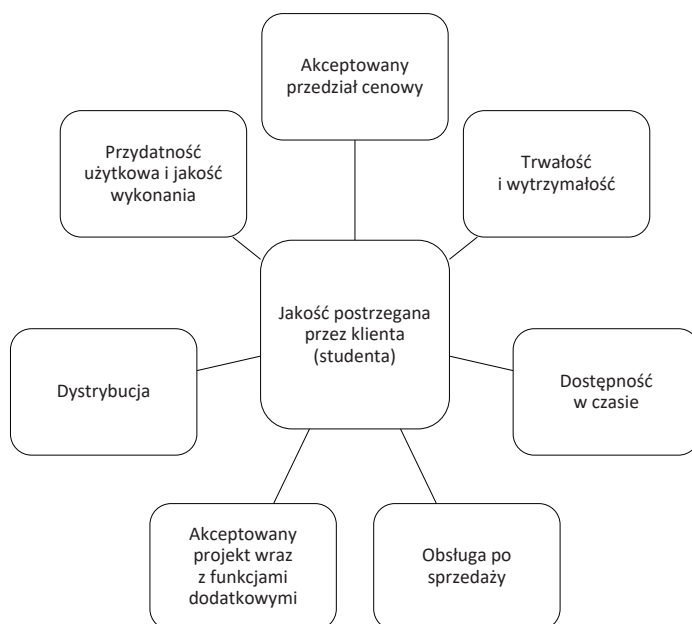 Akceptowany
przedział cenowy
Przydatność
użytkowa i jakość
wykonania
Trwałość
i wytrzymałość
Jakość postrzegana
przez klienta
(studenta)
Dystrybucja
Dostępność
w czasie
Akceptowany
projekt wraz
z funkcjami
dodatkowymi
Obsługa po
sprzedaży